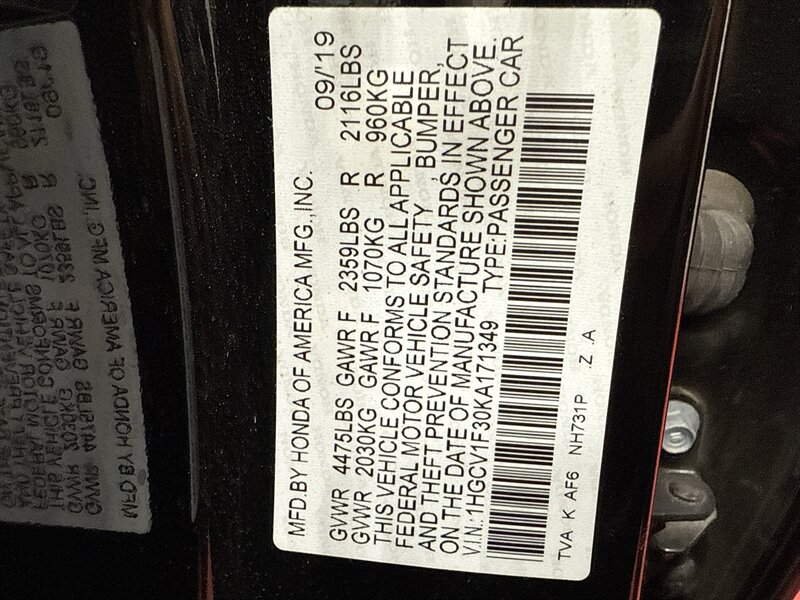 MFD.BY HONDA OF AMERICA MFG.,INC. 09/'19
GVWR 4475LBS GAWR F 2359LBS R 2116LBS
GVWR 2030KG GAWR F 1070KG R 960KG
THIS VEHICLE CONFORMS TO ALL APPLICABLE
FEDERAL MOTOR VEHICLE SAFETY ,BUMPER,
AND THEFT PREVENTION STANDARDS IN EFFECT
ON THE DATE OF MANUFACTURE SHOWN ABOVE.
V.I.N.:1HGCV1F30KA171349 TYPE:PASSENGER CAR
TVA K AF6 NH731P .Z .A